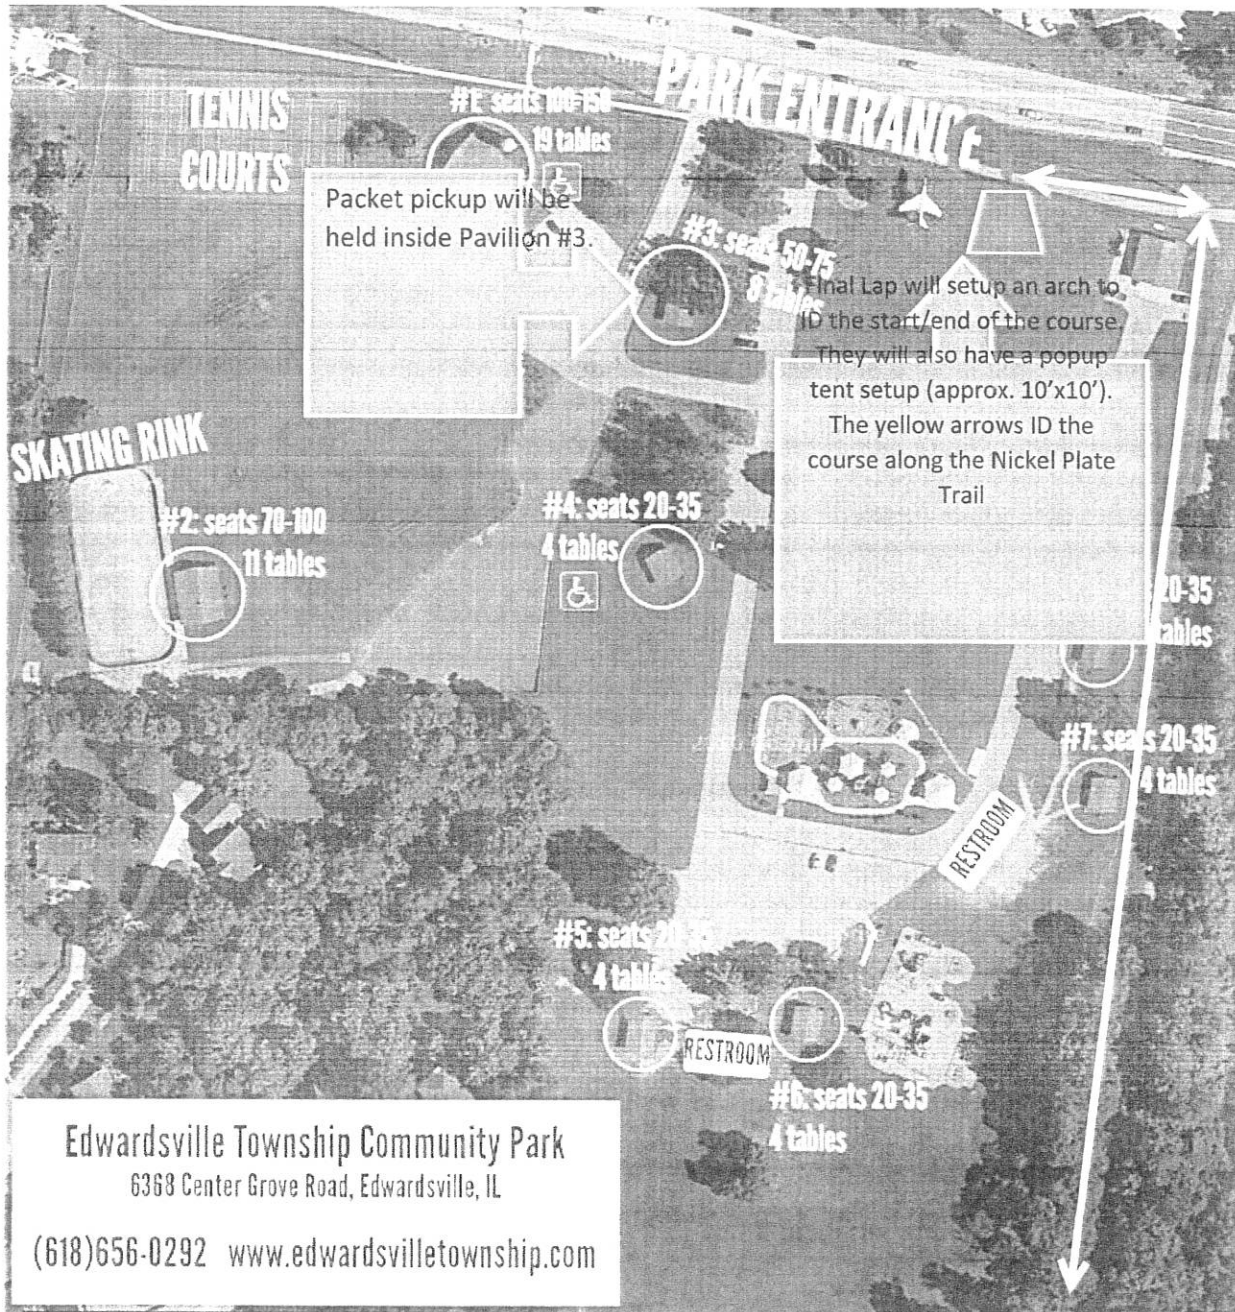 PARK ENTRANCE
TENNIS
COURTS
#1: seats 100-150
19 tables
Packet pickup will be
held inside Pavilion #3.
#3: seats 50-75
8 tables
Final Lap will setup an arch to
ID the start/end of the course.
They will also have a popup
tent setup (approx. 10'x10').
The yellow arrows ID the
course along the Nickel Plate
Trail
SKATING RINK
#2: seats 70-100
11 tables
#4: seats 20-35
4 tables
20-35
tables
#7: seats 20-35
4 tables
RESTROOM
#5: seats 20-35
4 tables
RESTROOM
#6: seats 20-35
4 tables
Edwardsville Township Community Park
6368 Center Grove Road, Edwardsville, IL
(618)656-0292 www.edwardsvilletownship.com